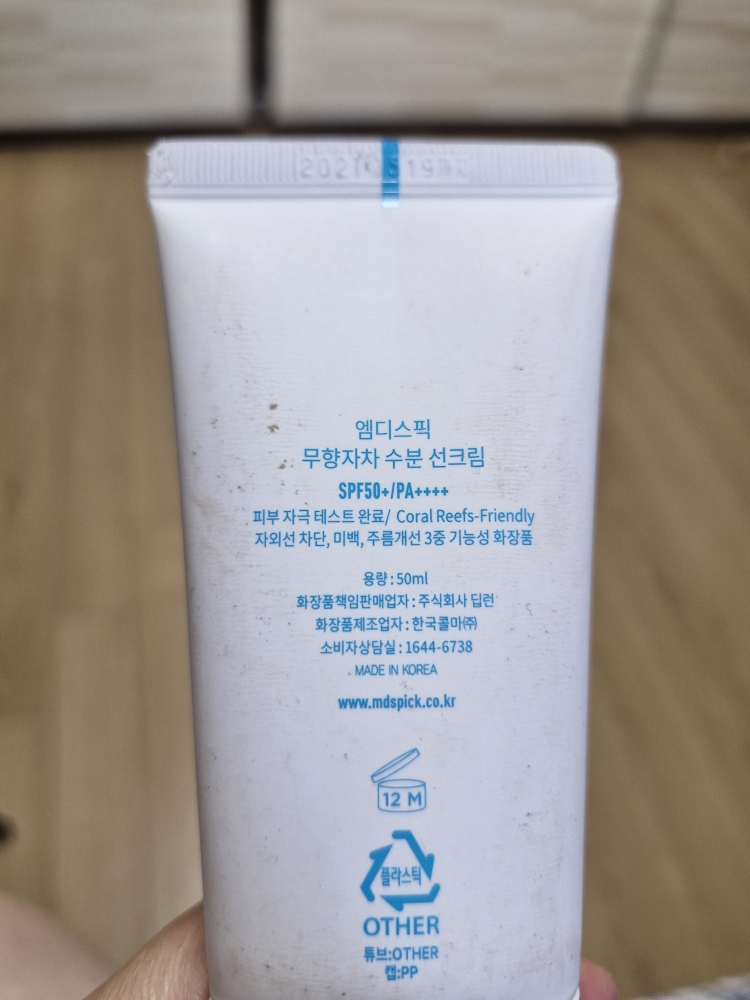 엠디스픽
무향자차 수분 선크림
SPF50+/PA++++
피부 자극 테스트 완료/ Coral Reefs-Friendly
자외선 차단, 미백, 주름개선 3중 기능성 화장품
용량 : 50ml
화장품책임판매업자 : 주식회사 딥런
화장품제조업자 : 한국콜마㈜
소비자상담실 : 1644-6738
MADE IN KOREA
www.mdspick.co.kr
12 M
플라스틱
OTHER
튜브:OTHER
캡:PP